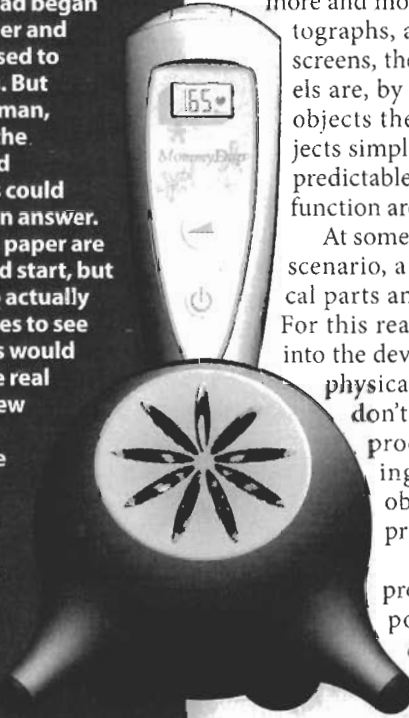 ad began
er and
sed to
. But
man,
he
d
s could
n answer.
paper are
d start, but
actually
es to see
s would
e real
ew
e
165 ♥
MommyBeat
more and mo
tographs, a
screens, the
els are, by
objects the
jects simpl
predictable
function are
At some
scenario, a
cal parts an
For this rea
into the dev
physica
don't
proc
ing
ob
pr
pro
po